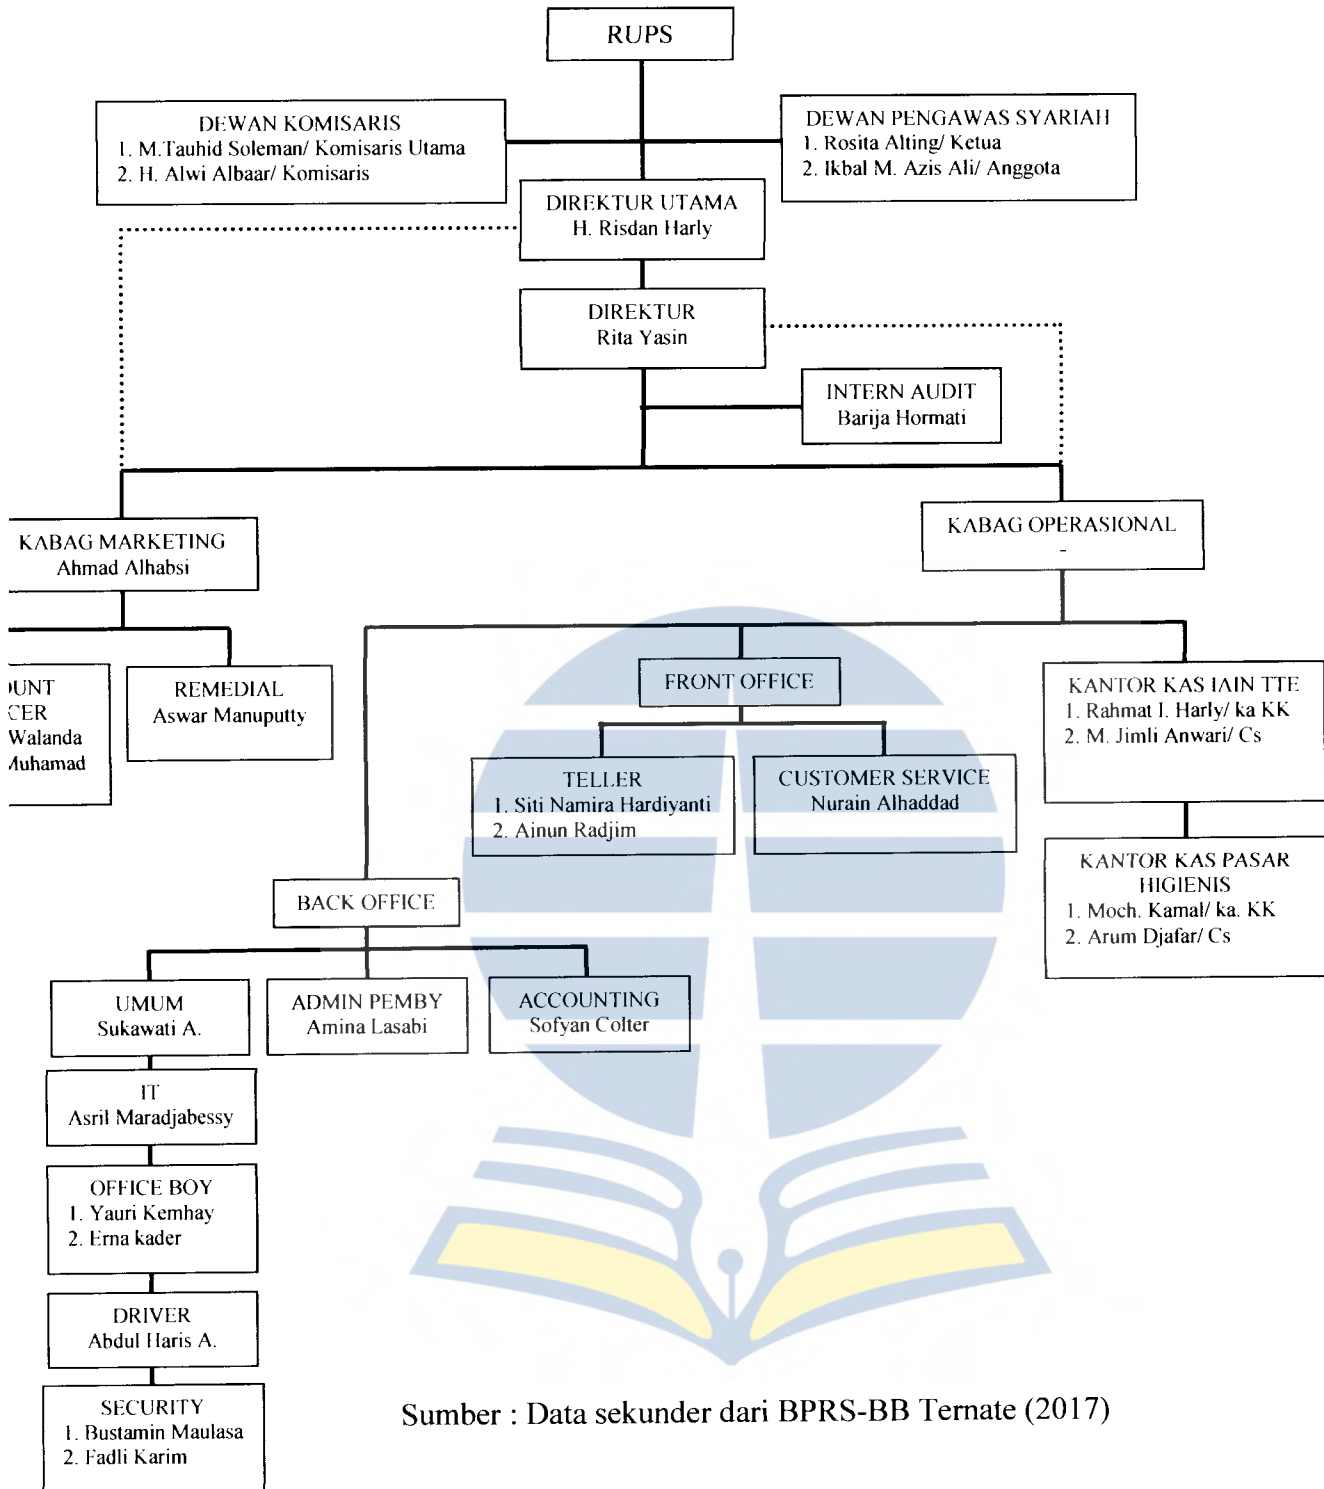 RUPS
DEWAN KOMISARIS
1. M.Tauhid Soleman/ Komisaris Utama
2. H. Alwi Albaar/ Komisaris
DEWAN PENGAWAS SYARIAH
1. Rosita Alting/ Ketua
2. Ikbal M. Azis Ali/ Anggota
DIREKTUR UTAMA
H. Risdan Harly
DIREKTUR
Rita Yasin
INTERN AUDIT
Barija Hormati
KABAG MARKETING
Ahmad Alhabsi
KABAG OPERASIONAL
-
UNT
CER
Walanda
Muhamad
REMEDIAL
Aswar Manuputty
FRONT OFFICE
KANTOR KAS IAIN TTE
1. Rahmat I. Harly/ ka KK
2. M. Jimli Anwari/ Cs
TELLER
1. Siti Namira Hardiyanti
2. Ainun Radjim
CUSTOMER SERVICE
Nurain Alhaddad
KANTOR KAS PASAR
HIGIENIS
1. Moch. Kamal/ ka. KK
2. Arum Djafar/ Cs
BACK OFFICE
UMUM
Sukawati A.
ADMIN PEMBY
Amina Lasabi
ACCOUNTING
Sofyan Colter
IT
Asril Maradjabessy
OFFICE BOY
1. Yauri Kemhay
2. Erna kader
DRIVER
Abdul Haris A.
SECURITY
1. Bustamin Maulasa
2. Fadli Karim
Sumber : Data sekunder dari BPRS-BB Ternate (2017)